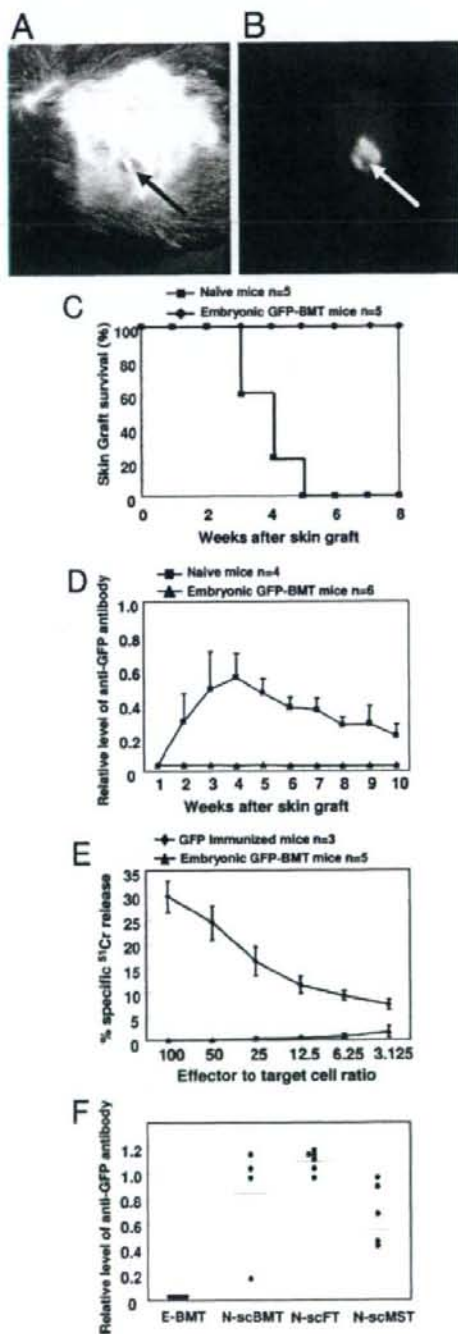 A B
C
Naïve mice n=5
Embryonic GFP-BMT mice n=5
Skin Graft survival (%)
100
80
60
40
20
0
0 2 4 6 8
Weeks after skin graft
D
Naïve mice n=4
Embryonic GFP-BMT mice n=6
Relative level of anti-GFP antibody
1.0
0.8
0.6
0.4
0.2
0
1 2 3 4 5 6 7 8 9 10
Weeks after skin graft
E
GFP Immunized mice n=3
Embryonic GFP-BMT mice n=5
% specific ⁵¹Cr release
35
30
25
20
15
10
5
0
100 50 25 12.5 6.25 3.125
Effector to target cell ratio
F
Relative level of anti-GFP antibody
1.2
1.0
0.8
0.6
0.4
0.2
0
E-BMT N-scBMT N-scFT N-scMST